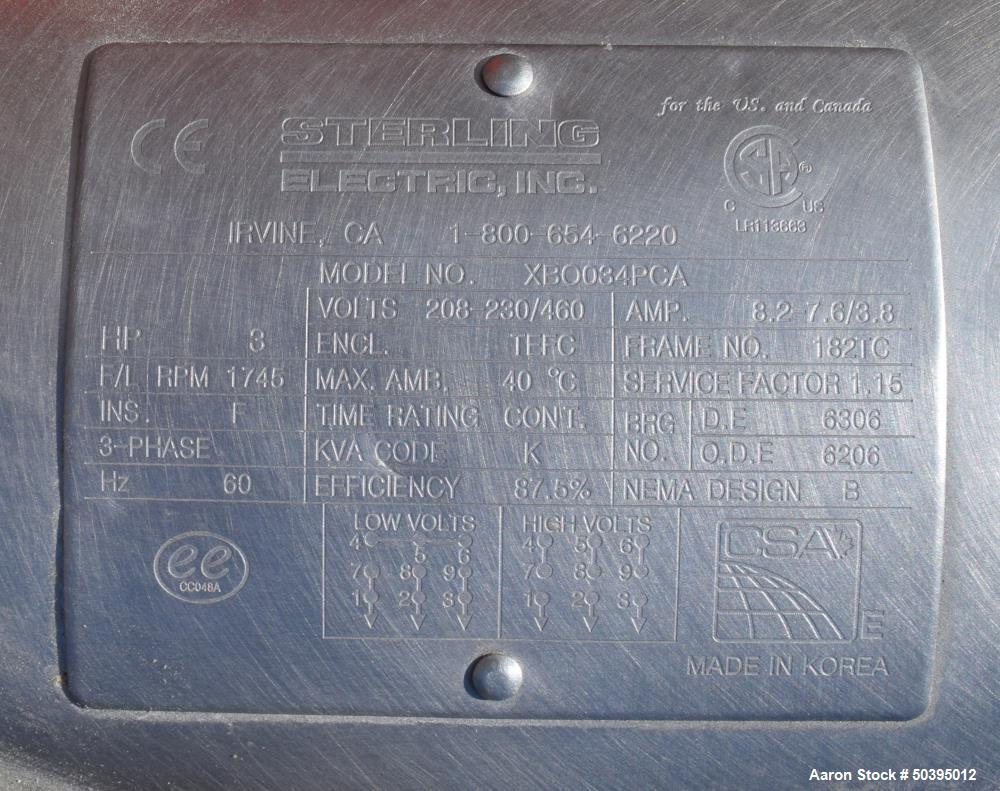 for the US. and Canada
CE
STERLING
ELECTRIC, INC.
SA ®
C US
LR113663
IRVINE, CA 1-800-654-6220
MODEL NO. XBO034PCA
VOLTS 208-230/460 AMP. 8.2-7.6/3.8
HP 3 ENCL. TEFC FRAME NO. 182TC
F/L RPM 1745 MAX. AMB. 40 °C SERVICE FACTOR 1.15
INS. F TIME RATING CONT. BRG D.E 6306
3-PHASE KVA CODE K NO. O.D.E 6206
Hz 60 EFFICIENCY 87.5% NEMA DESIGN B
LOW VOLTS HIGH VOLTS
4 5 6 4 5 6
7 8 9 7 8 9
1 2 3 1 2 3
ee
CC048A
CSA
E
MADE IN KOREA
Aaron Stock # 50395012